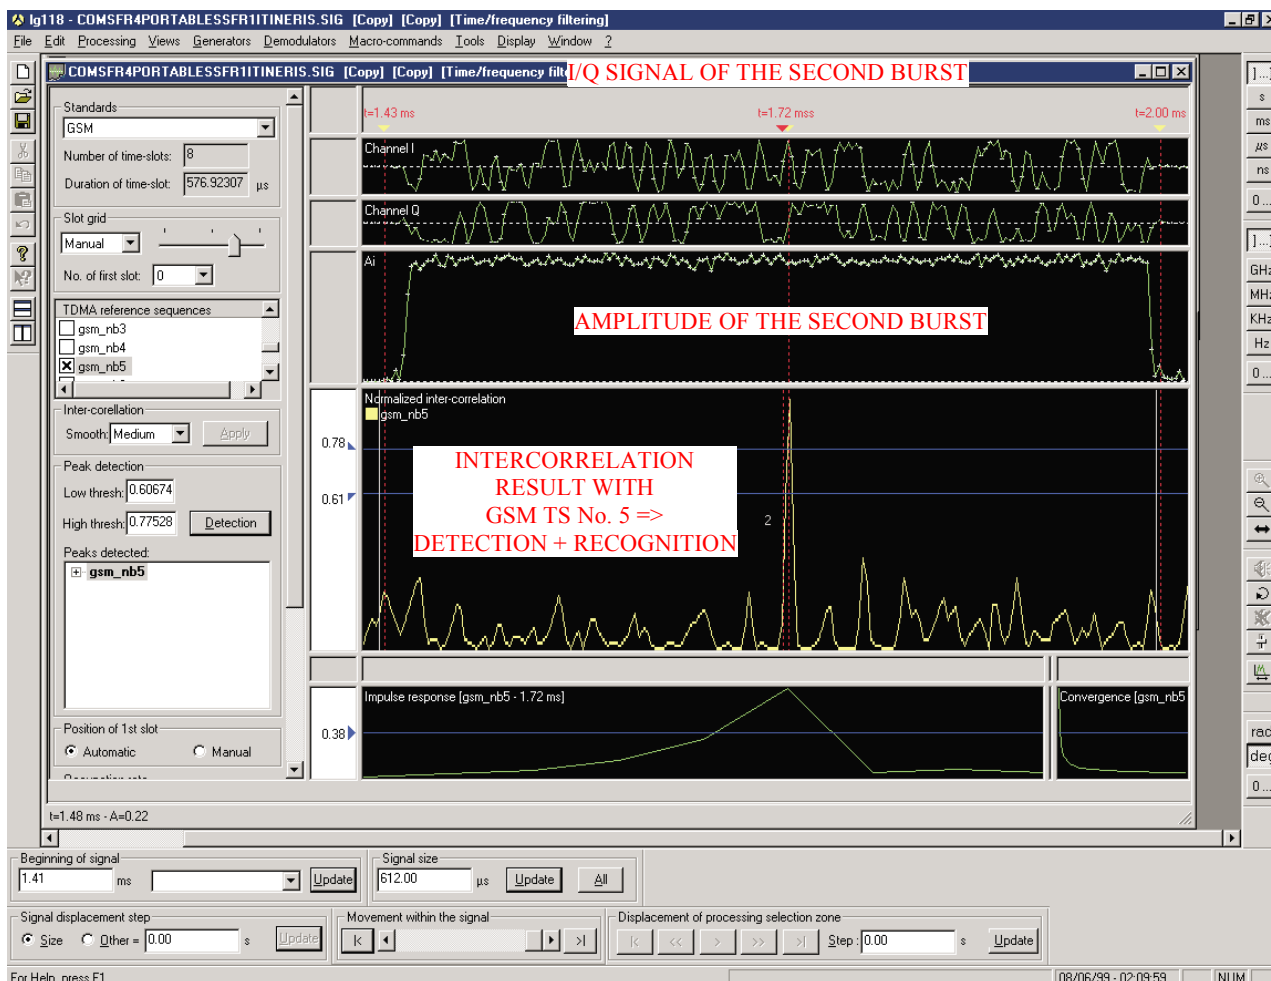 lg118 - COMSFR4PORTABLESSFR1ITINERIS.SIG [Copy] [Copy] [Time/frequency filtering]
File Edit Processing Views Generators Demodulators Macro-commands Tools Display Window ?
COMSFR4PORTABLESSFR1ITINERIS.SIG [Copy] [Copy] [Time/frequency filt
I/Q SIGNAL OF THE SECOND BURST
Standards
GSM
Number of time-slots: 8
Duration of time-slot: 576.92307 µs
Slot grid
Manual
No. of first slot: 0
TDMA reference sequences
gsm_nb3
gsm_nb4
gsm_nb5
Inter-corellation
Smooth: Medium Apply
Peak detection
Low thresh: 0.60674
High thresh: 0.77528 Detection
Peaks detected:
gsm_nb5
Position of 1st slot
Automatic Manual
t=1.43 ms t=1.72 mss t=2.00 ms
Channel I
Channel Q
Ai
AMPLITUDE OF THE SECOND BURST
Normalized inter-correlation
gsm_nb5
0.78
0.61
INTERCORRELATION
RESULT WITH
GSM TS No. 5 =>
DETECTION + RECOGNITION
2
Impulse response [gsm_nb5 - 1.72 ms]
Convergence [gsm_nb5
0.38
]...[
s
ms
µs
ns
0...
]...[
GHz
MHz
KHz
Hz
0...
rad
deg
0...
t=1.48 ms - A=0.22
Beginning of signal
1.41 ms Update
Signal size
612.00 µs Update All
Signal displacement step
Size Other = 0.00 s Update
Movement within the signal
|< >|
Displacement of processing selection zone
|< << > >> >| Step : 0.00 s Update
For Help, press F1
08/06/99 - 02:09:59 NUM